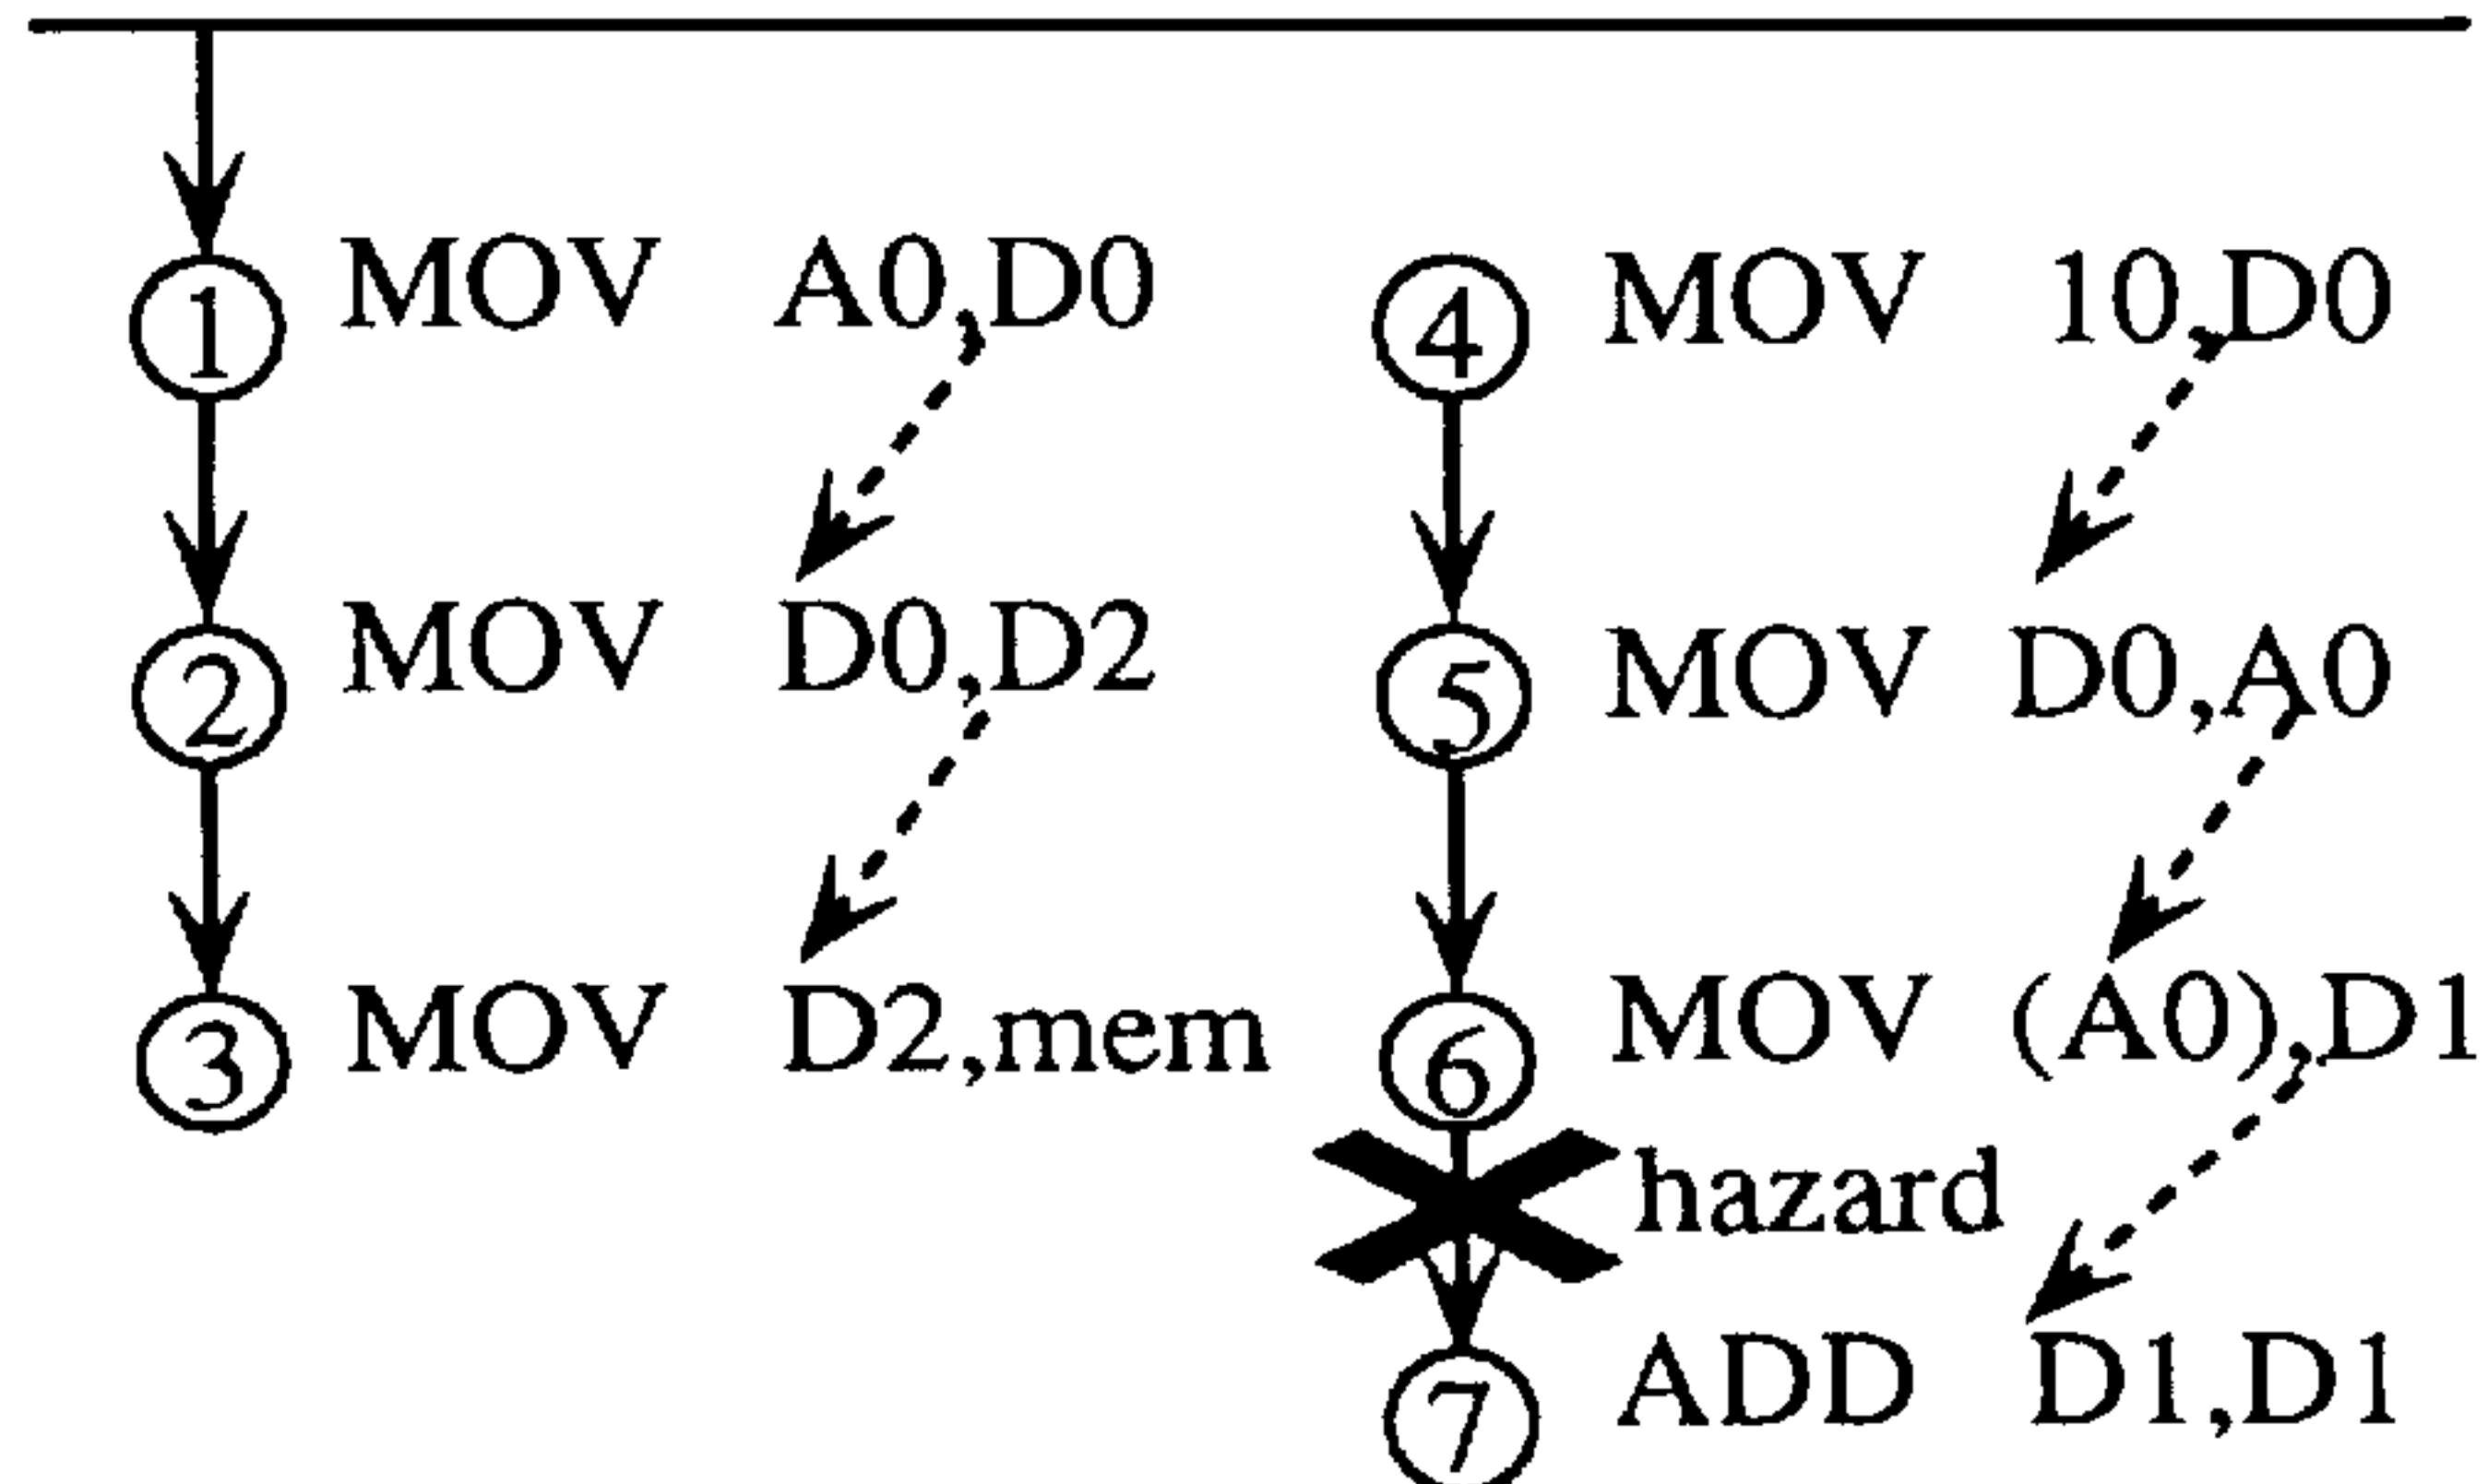 1 MOV A0,D0
2 MOV D0,D2
3 MOV D2,mem
4 MOV 10,D0
5 MOV D0,A0
6 MOV (A0),D1
hazard
7 ADD D1,D1